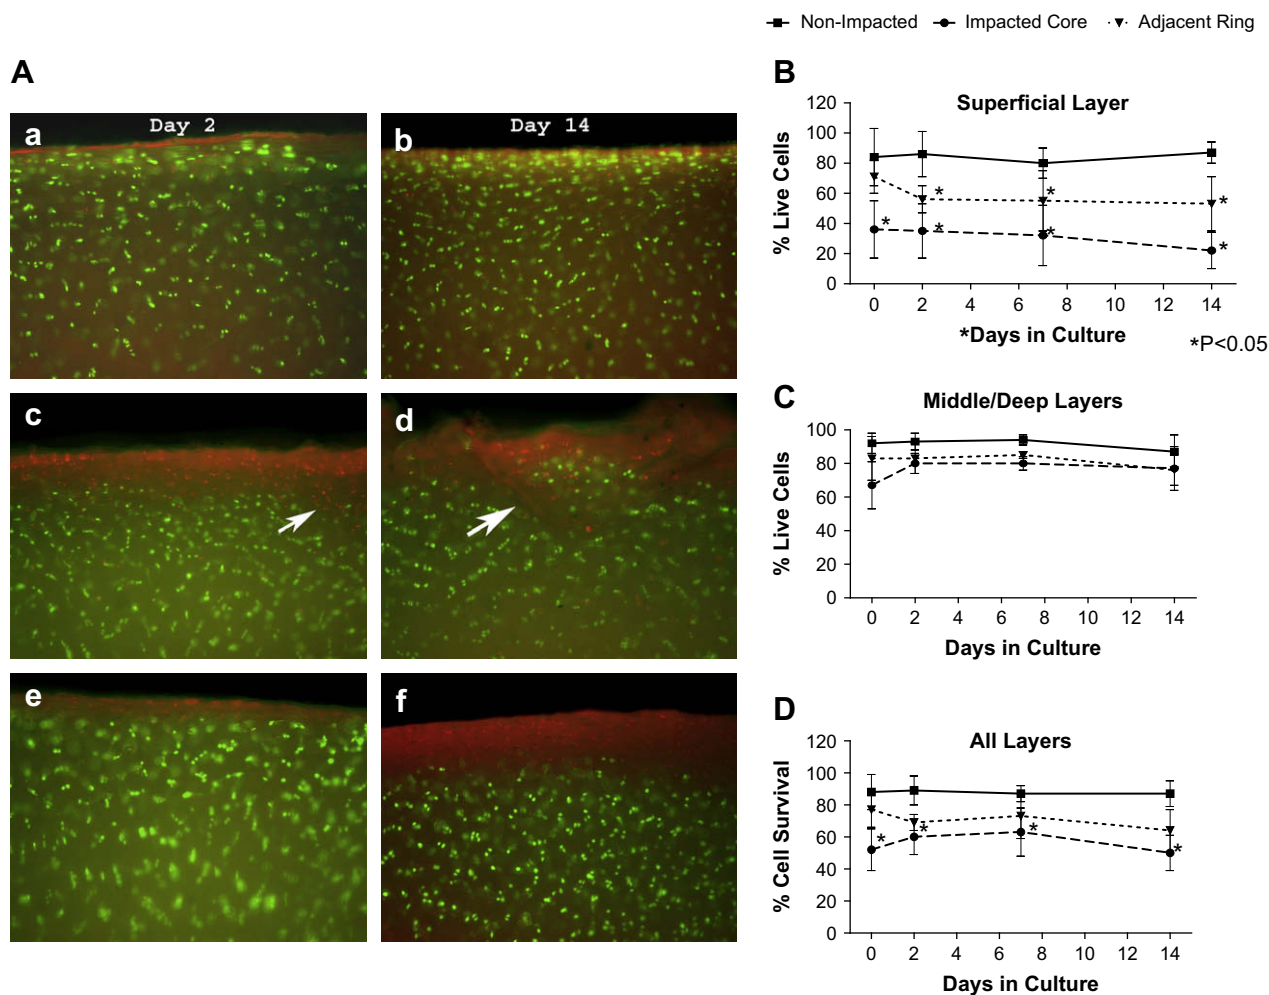 Non-Impacted Impacted Core Adjacent Ring
A
a Day 2
b Day 14
c
d
e
f
B
Superficial Layer
% Live Cells
120
100
80
60
40
20
0
* * * * * * *
0 2 4 6 8 10 12 14
*Days in Culture
*P<0.05
C
Middle/Deep Layers
% Live Cells
100
80
60
40
20
0
0 2 4 6 8 10 12 14
Days in Culture
D
All Layers
% Cell Survival
120
100
80
60
40
20
0
* * * *
0 2 4 6 8 10 12 14
Days in Culture